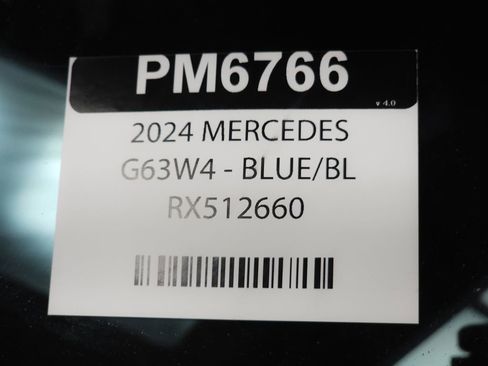 PM6766
v 4.0
2024 MERCEDES
G63W4 - BLUE/BL
RX512660